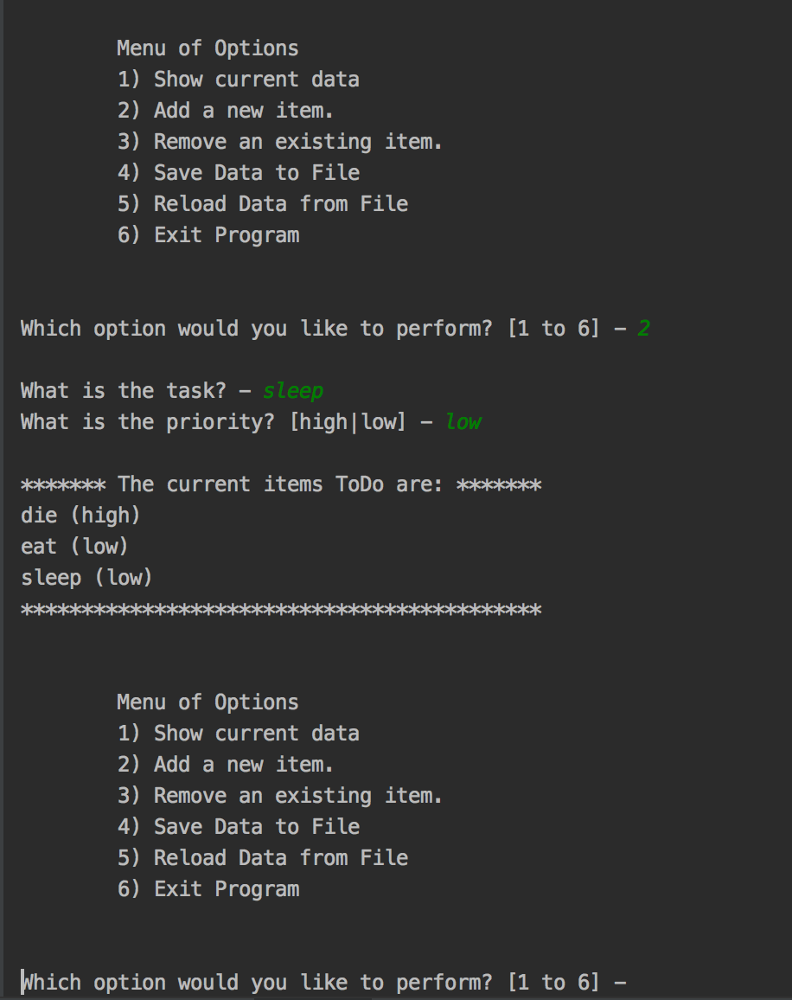 Menu of Options
1) Show current data
2) Add a new item.
3) Remove an existing item.
4) Save Data to File
5) Reload Data from File
6) Exit Program
Which option would you like to perform? [1 to 6] - 2
What is the task? - sleep
What is the priority? [high|low] - low
******* The current items ToDo are: *******
die (high)
eat (low)
sleep (low)
*******************************************
Menu of Options
1) Show current data
2) Add a new item.
3) Remove an existing item.
4) Save Data to File
5) Reload Data from File
6) Exit Program
Which option would you like to perform? [1 to 6] -